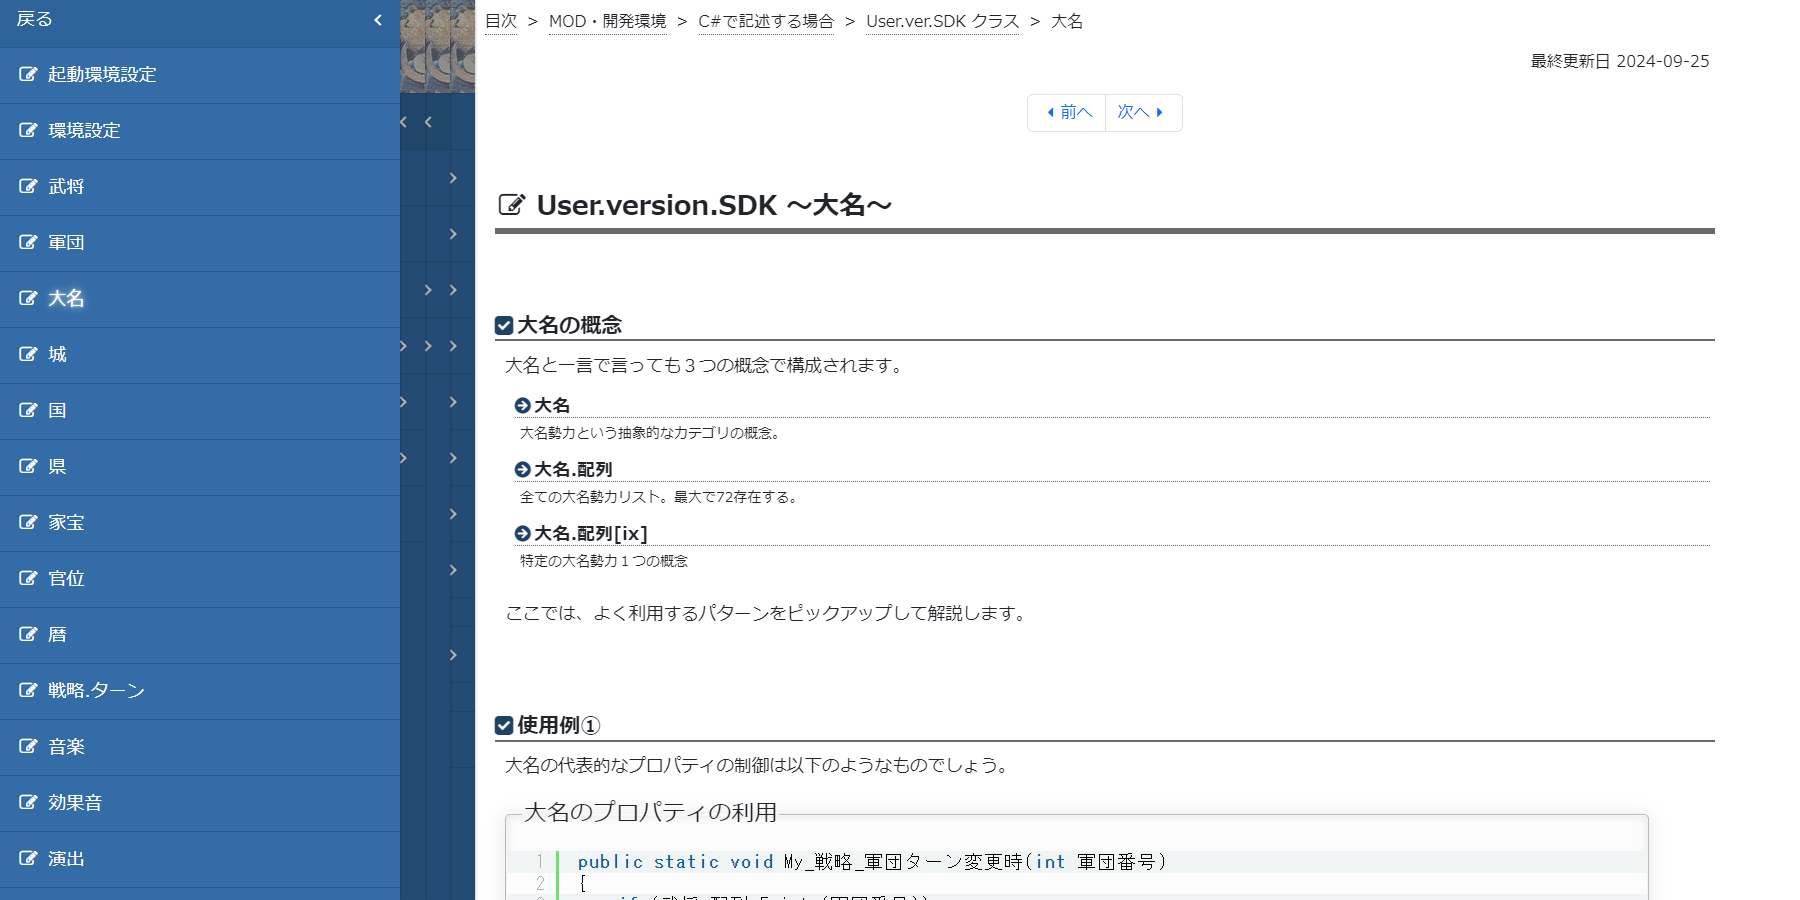 戻る
起動環境設定
環境設定
武将
軍団
大名
城
国
県
家宝
官位
暦
戦略.ターン
音楽
効果音
演出
目次 > MOD・開発環境 > C#で記述する場合 > User.ver.SDK クラス > 大名
最終更新日 2024-09-25
前へ 次へ
User.version.SDK ～大名～
大名の概念
大名と一言で言っても３つの概念で構成されます。
大名
大名勢力という抽象的なカテゴリの概念。
大名.配列
全ての大名勢力リスト。最大で72存在する。
大名.配列[ix]
特定の大名勢力１つの概念
ここでは、よく利用するパターンをピックアップして解説します。
使用例①
大名の代表的なプロパティの制御は以下のようなものでしょう。
大名のプロパティの利用
1 public static void My_戦略_軍団ターン変更時(int 軍団番号)
2 {